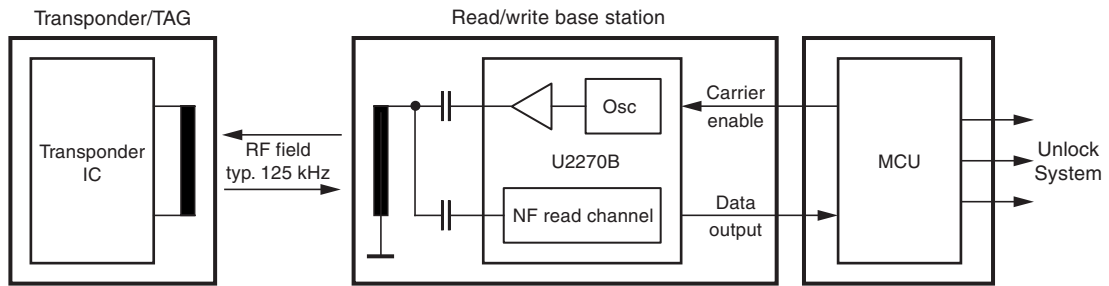 Transponder/TAG
Read/write base station
Transponder
IC
RF field
typ. 125 kHz
Osc
U2270B
NF read channel
Carrier
enable
Data
output
MCU
Unlock
System